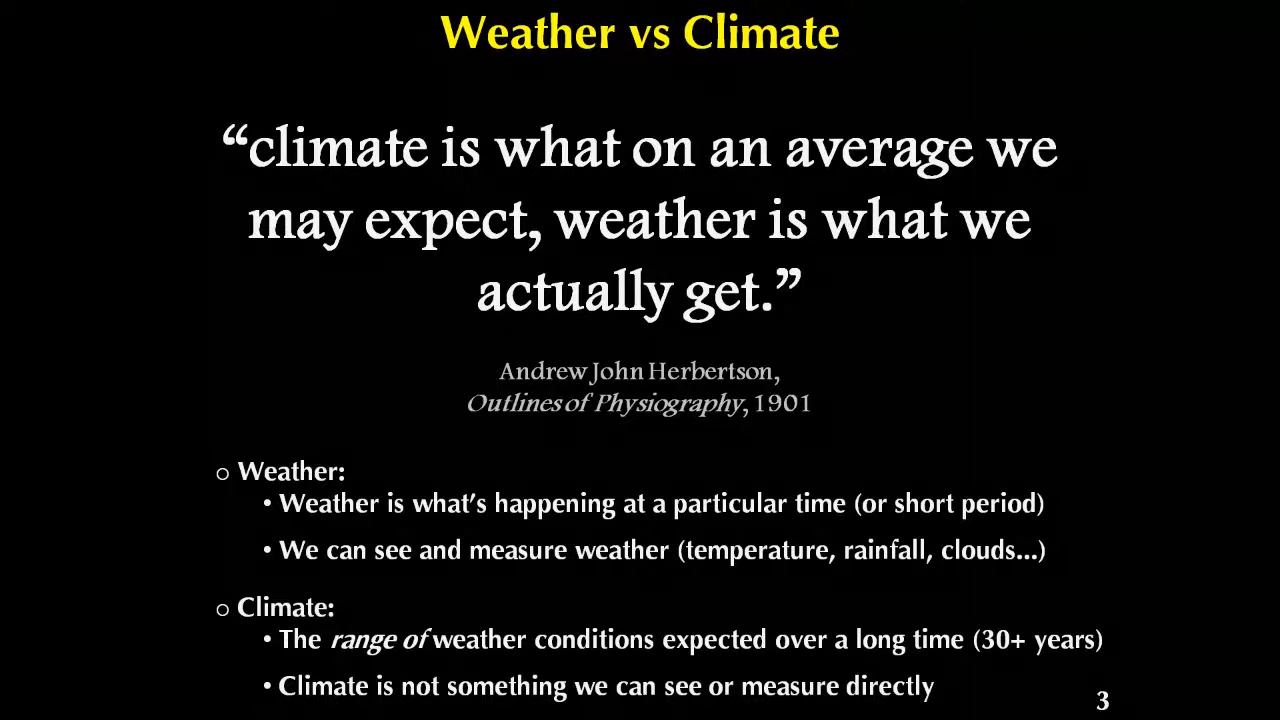 Weather vs Climate
“climate is what on an average we
may expect, weather is what we
actually get.”
Andrew John Herbertson,
Outlines of Physiography, 1901
○ Weather:
• Weather is what’s happening at a particular time (or short period)
• We can see and measure weather (temperature, rainfall, clouds...)
○ Climate:
• The range of weather conditions expected over a long time (30+ years)
• Climate is not something we can see or measure directly
3